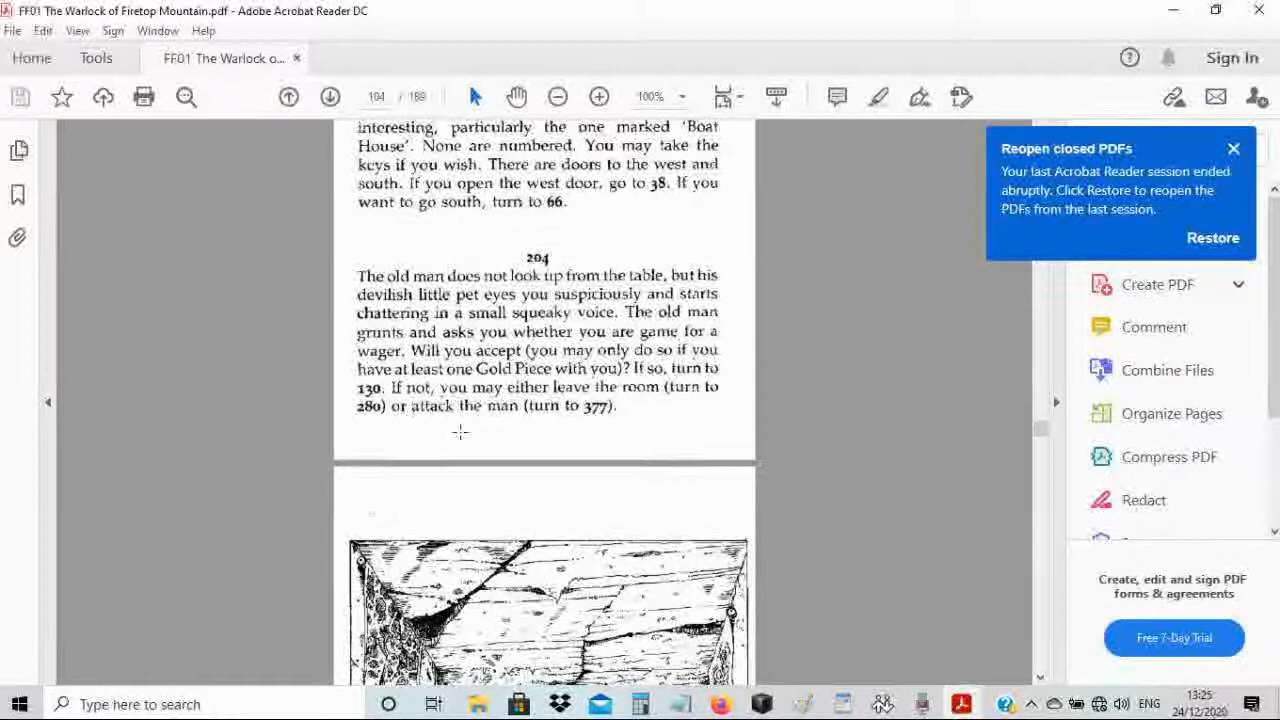 FF01 The Warlock of Firetop Mountain.pdf - Adobe Acrobat Reader DC
File Edit View Sign Window Help
Home Tools FF01 The Warlock o... × Sign In
104 / 189 100%
interesting, particularly the one marked ‘Boat
House’. None are numbered. You may take the
keys if you wish. There are doors to the west and
south. If you open the west door, go to 38. If you
want to go south, turn to 66.
204
The old man does not look up from the table, but his
devilish little pet eyes you suspiciously and starts
chattering in a small squeaky voice. The old man
grunts and asks you whether you are game for a
wager. Will you accept (you may only do so if you
have at least one Gold Piece with you)? If so, turn to
130. If not, you may either leave the room (turn to
280) or attack the man (turn to 377).
Reopen closed PDFs
Your last Acrobat Reader session ended
abruptly. Click Restore to reopen the
PDFs from the last session.
Restore
Create PDF
Comment
Combine Files
Organize Pages
Compress PDF
Redact
Create, edit and sign PDF
forms & agreements
Free 7-Day Trial
Type here to search
ENG
13:25
24/12/2020